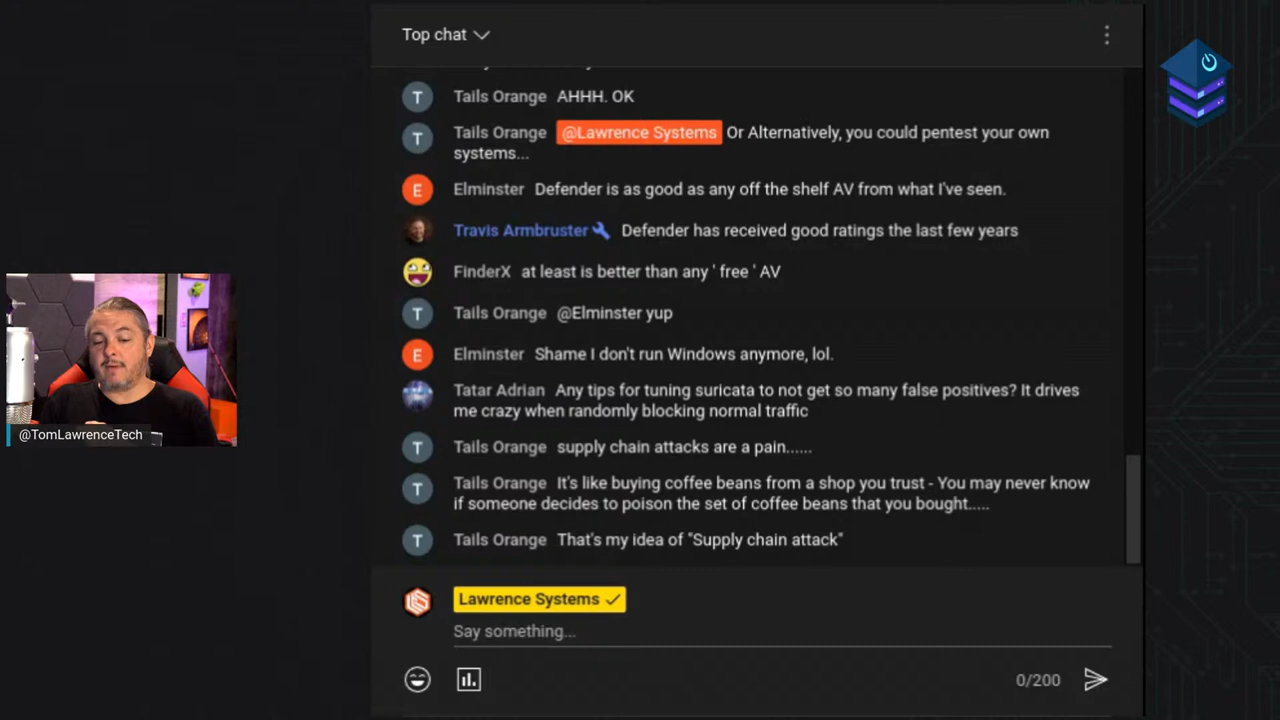 Top chat
T Tails Orange AHHH. OK
T Tails Orange @Lawrence Systems Or Alternatively, you could pentest your own
systems...
E Elminster Defender is as good as any off the shelf AV from what I've seen.
Travis Armbruster Defender has received good ratings the last few years
FinderX at least is better than any ' free ' AV
T Tails Orange @Elminster yup
E Elminster Shame I don't run Windows anymore, lol.
Tatar Adrian Any tips for tuning suricata to not get so many false positives? It drives
me crazy when randomly blocking normal traffic
T Tails Orange supply chain attacks are a pain......
T Tails Orange It's like buying coffee beans from a shop you trust - You may never know
if someone decides to poison the set of coffee beans that you bought.....
T Tails Orange That's my idea of "Supply chain attack"
Lawrence Systems
Say something...
0/200
@TomLawrenceTech